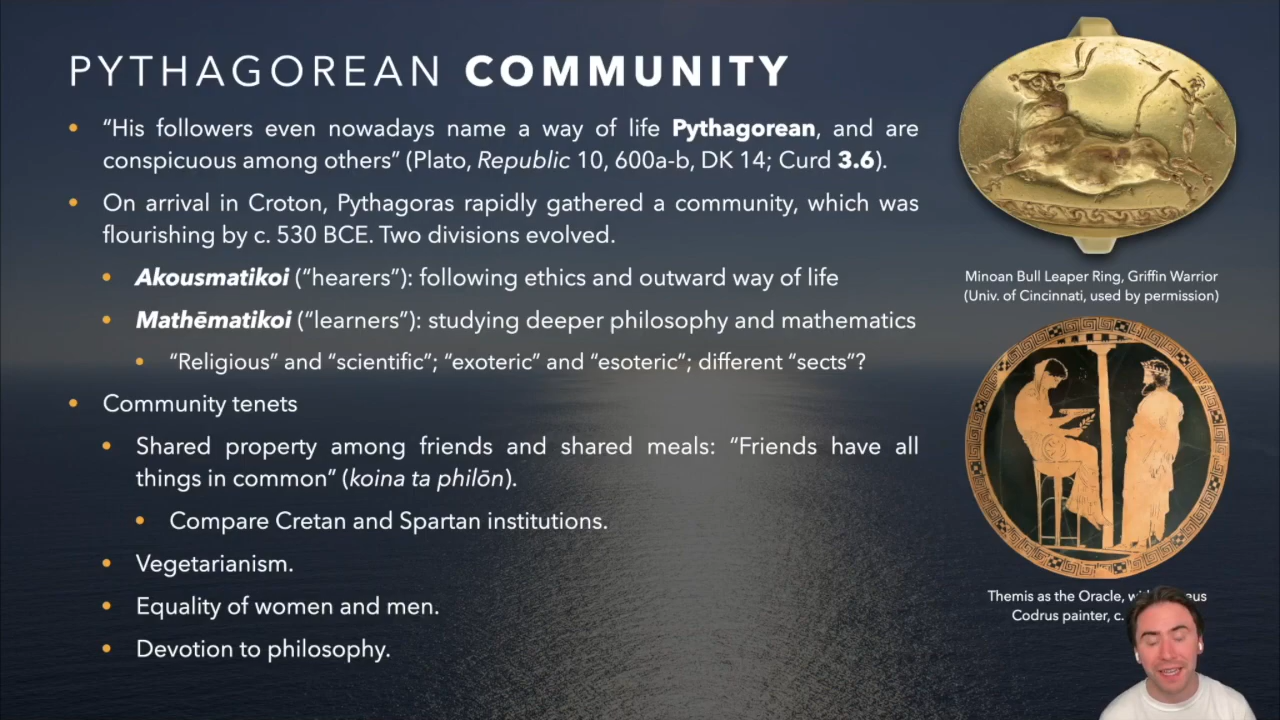 PYTHAGOREAN COMMUNITY
• “His followers even nowadays name a way of life Pythagorean, and are
conspicuous among others” (Plato, Republic 10, 600a-b, DK 14; Curd 3.6).
• On arrival in Croton, Pythagoras rapidly gathered a community, which was
flourishing by c. 530 BCE. Two divisions evolved.
• Akousmatikoi (“hearers”): following ethics and outward way of life
• Mathēmatikoi (“learners”): studying deeper philosophy and mathematics
• “Religious” and “scientific”; “exoteric” and “esoteric”; different “sects”?
• Community tenets
• Shared property among friends and shared meals: “Friends have all
things in common” (koina ta philōn).
• Compare Cretan and Spartan institutions.
• Vegetarianism.
• Equality of women and men.
• Devotion to philosophy.
Minoan Bull Leaper Ring, Griffin Warrior
(Univ. of Cincinnati, used by permission)
Themis as the Oracle,
Codrus painter, c.